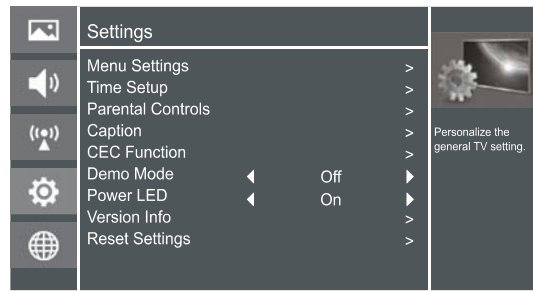 Settings
Menu Settings >
Time Setup >
Parental Controls >
Caption >
CEC Function >
Demo Mode Off
Power LED On
Version Info >
Reset Settings >
Personalize the
general TV setting.